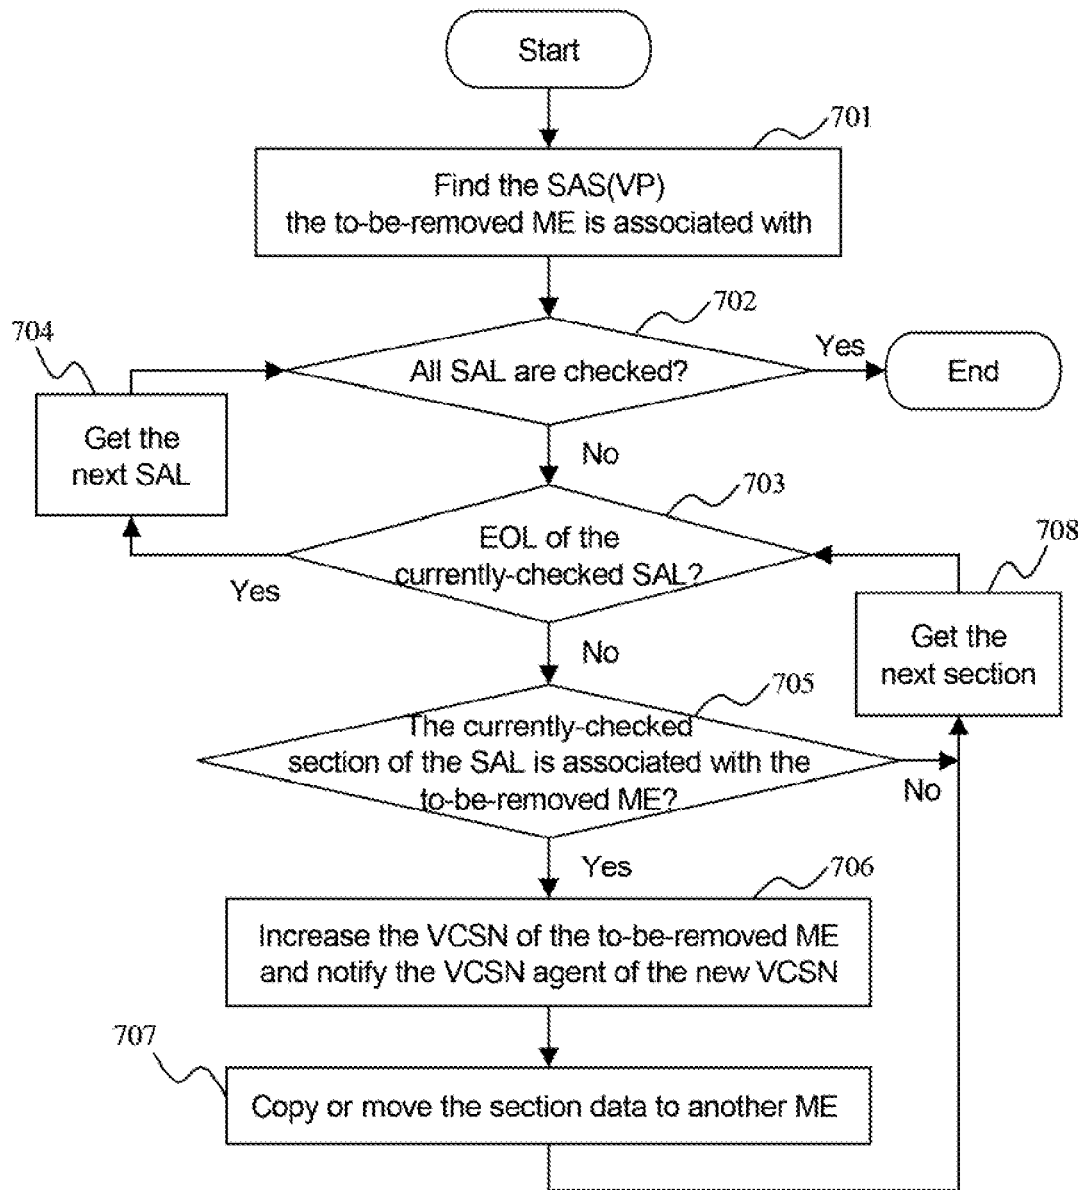 Start
701
Find the SAS(VP)
the to-be-removed ME is associated with
702
704
All SAL are checked?
Yes
End
Get the
next SAL
No
703
EOL of the
currently-checked SAL?
Yes
708
Get the
next section
No
705
The currently-checked
section of the SAL is associated with the
to-be-removed ME?
No
Yes
706
Increase the VCSN of the to-be-removed ME
and notify the VCSN agent of the new VCSN
707
Copy or move the section data to another ME